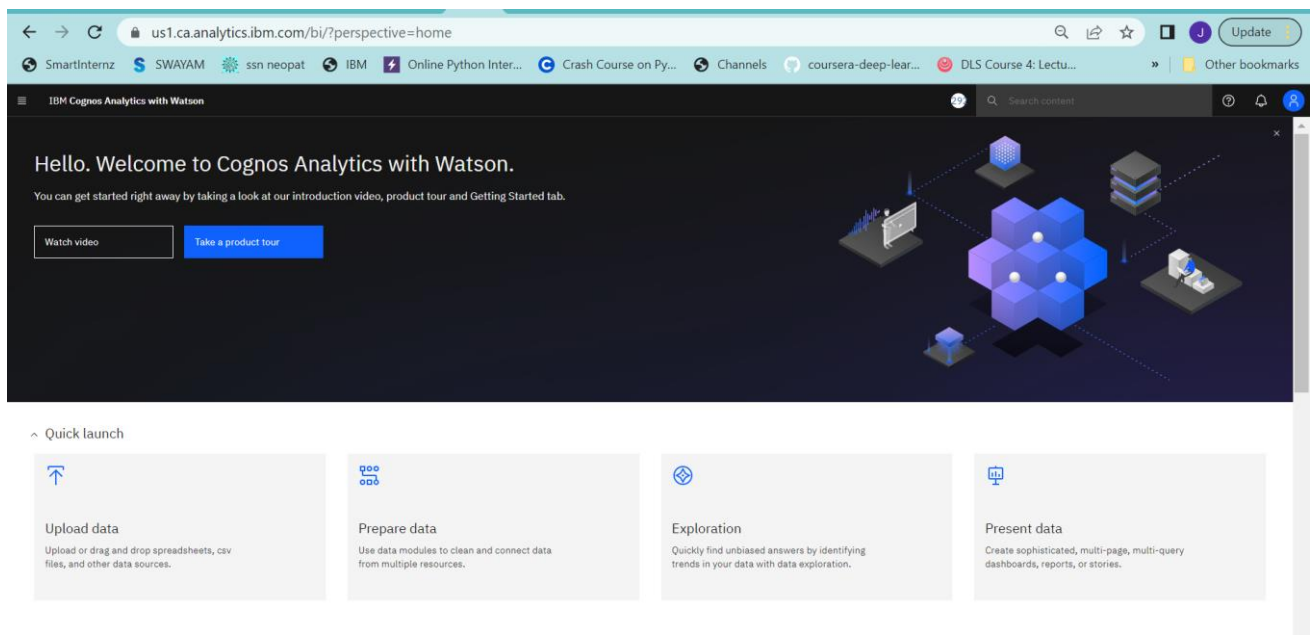 us1.ca.analytics.ibm.com/bi/?perspective=home
J
Update
SmartInternz
SWAYAM
ssn neopat
IBM
Online Python Inter...
Crash Course on Py...
Channels
coursera-deep-lear...
DLS Course 4: Lectu...
»
Other bookmarks
IBM Cognos Analytics with Watson
292
Search content
Hello. Welcome to Cognos Analytics with Watson.
You can get started right away by taking a look at our introduction video, product tour and Getting Started tab.
Watch video
Take a product tour
Quick launch
Upload data
Upload or drag and drop spreadsheets, csv
files, and other data sources.
Prepare data
Use data modules to clean and connect data
from multiple resources.
Exploration
Quickly find unbiased answers by identifying
trends in your data with data exploration.
Present data
Create sophisticated, multi-page, multi-query
dashboards, reports, or stories.